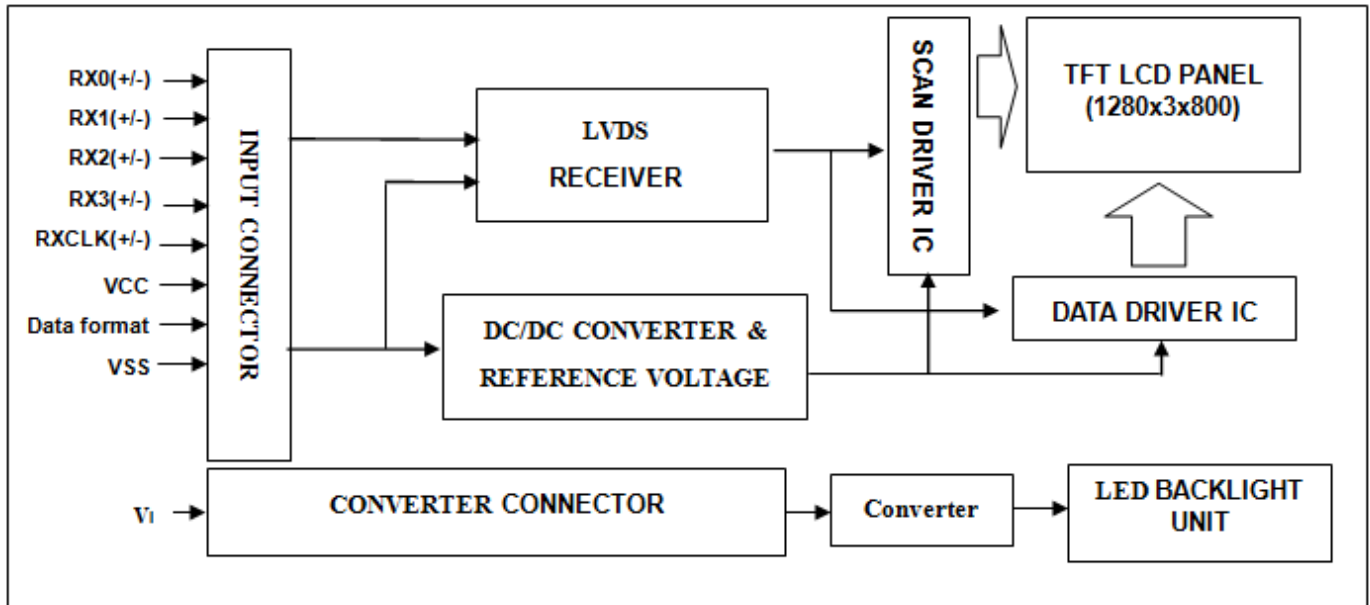 RX0(+/-)
RX1(+/-)
RX2(+/-)
RX3(+/-)
RXCLK(+/-)
VCC
Data format
VSS
INPUT CONNECTOR
LVDS
RECEIVER
DC/DC CONVERTER &
REFERENCE VOLTAGE
SCAN DRIVER IC
TFT LCD PANEL
(1280x3x800)
DATA DRIVER IC
VI
CONVERTER CONNECTOR
Converter
LED BACKLIGHT
UNIT